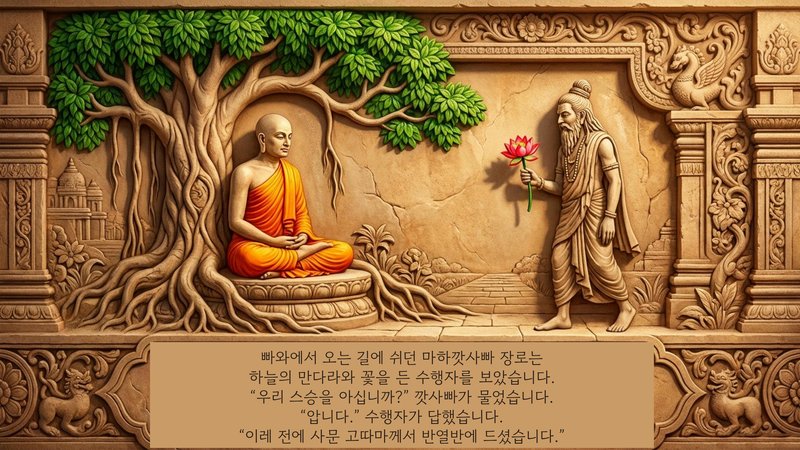 빠와에서 오는 길에 쉬던 마하깟사빠 장로는
하늘의 만다라와 꽃을 든 수행자를 보았습니다.
“우리 스승을 아십니까?” 깟사빠가 물었습니다.
“압니다.” 수행자가 답했습니다.
“이레 전에 사문 고따마께서 반열반에 드셨습니다.”